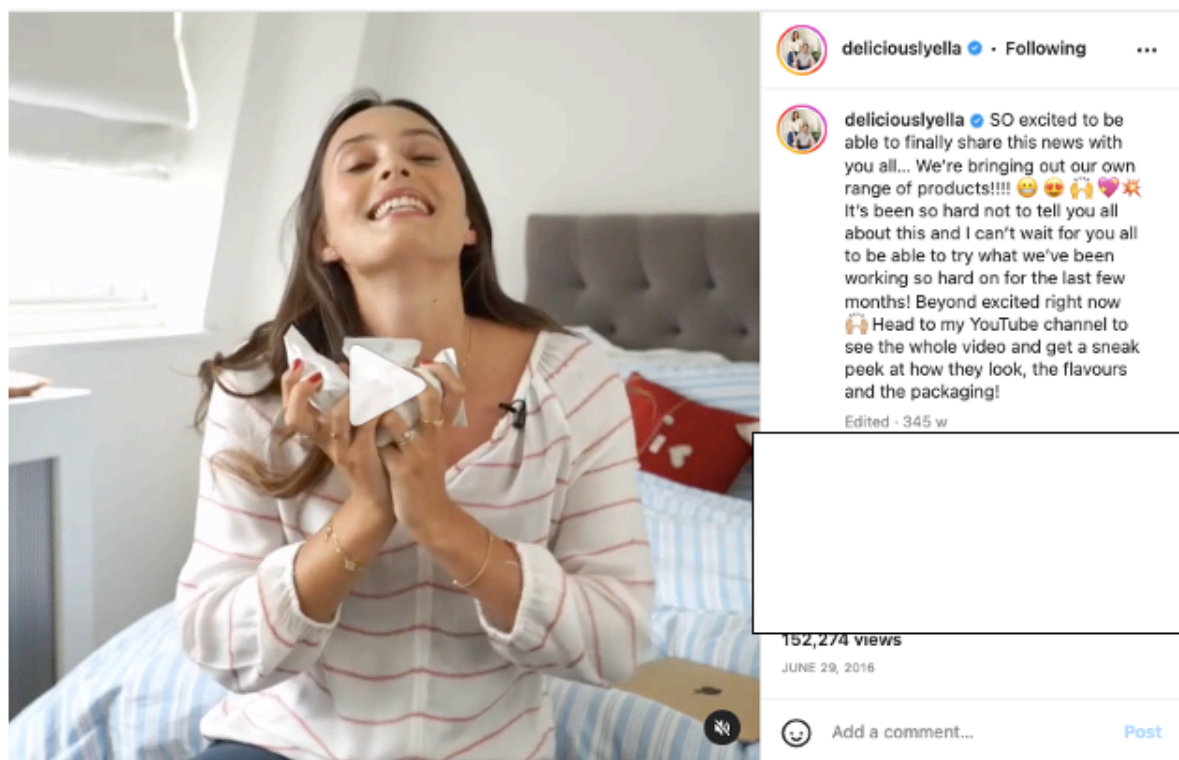 deliciouslyella · Following
deliciouslyella SO excited to be
able to finally share this news with
you all... We're bringing out our own
range of products!!!! 😬 😍 🙌 💖 💥
It's been so hard not to tell you all
about this and I can't wait for you all
to be able to try what we've been
working so hard on for the last few
months! Beyond excited right now
🙌🏼 Head to my YouTube channel to
see the whole video and get a sneak
peek at how they look, the flavours
and the packaging!
Edited · 345 w
152,274 views
JUNE 29, 2016
Add a comment...
Post